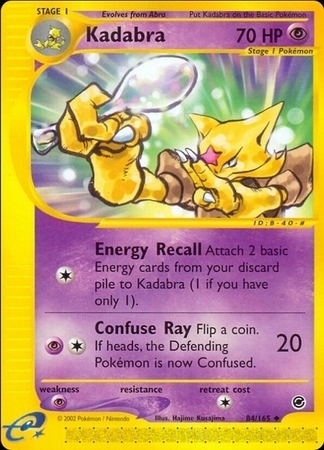 STAGE 1 Evolves from Abra Put Kadabra on the Basic Pokémon
Kadabra 70 HP
Stage 1 Pokémon
ID:B-40-#
Energy Recall Attach 2 basic
Energy cards from your discard
pile to Kadabra (1 if you have
only 1).
Confuse Ray Flip a coin.
If heads, the Defending
Pokémon is now Confused.
20
weakness resistance retreat cost
©2002 Pokémon / Nintendo Illus. Hajime Kusajima 84/165 ◆
e